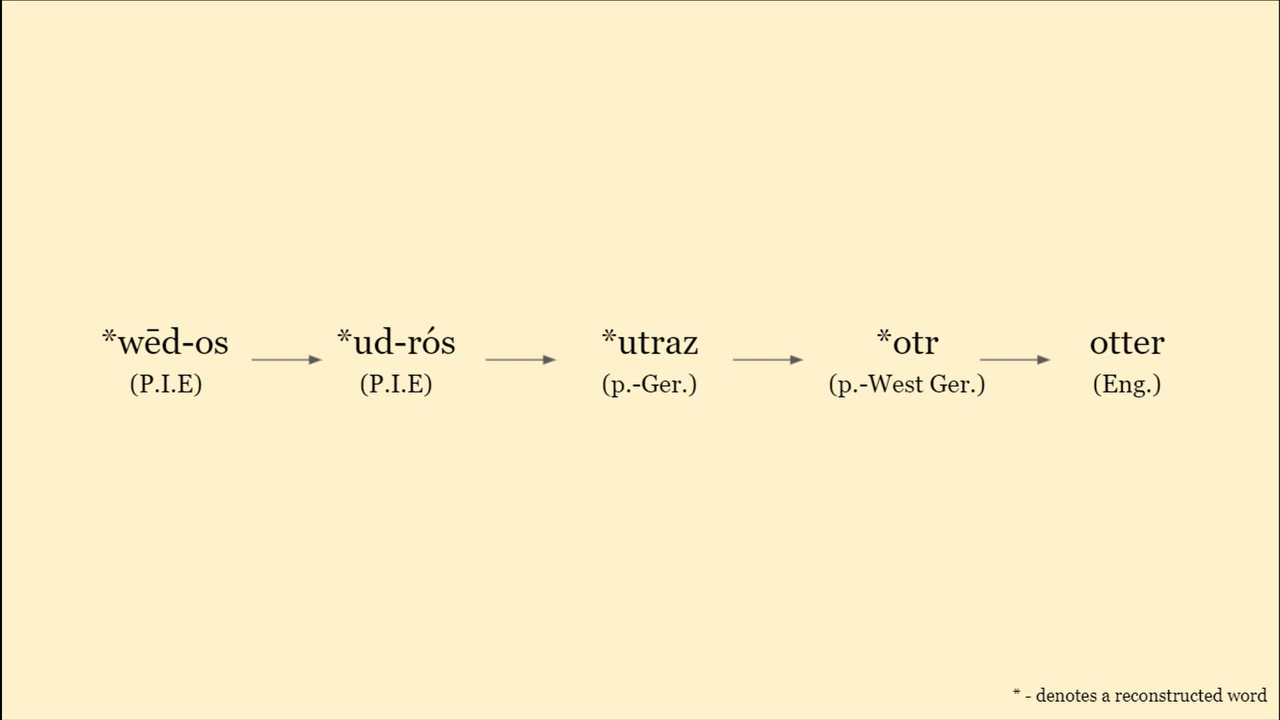 *wēd-os *ud-rós *utraz *otr otter
(P.I.E) (P.I.E) (p.-Ger.) (p.-West Ger.) (Eng.)
* - denotes a reconstructed word